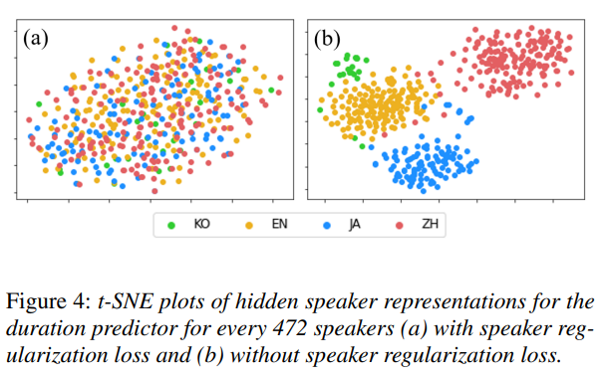 (a)
(b)
KO EN JA ZH
Figure 4: t-SNE plots of hidden speaker representations for the
duration predictor for every 472 speakers (a) with speaker reg-
ularization loss and (b) without speaker regularization loss.